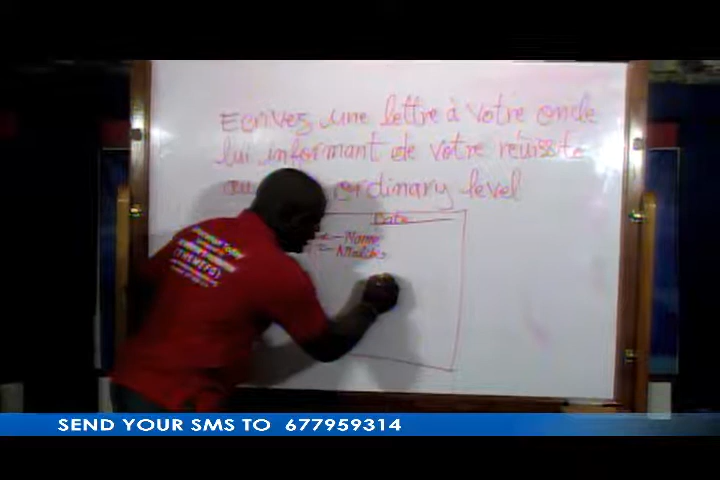 Ecrivez une lettre à votre oncle
lui informant de votre réussite
au ordinary level
Date
Name
SEND YOUR SMS TO 677959314